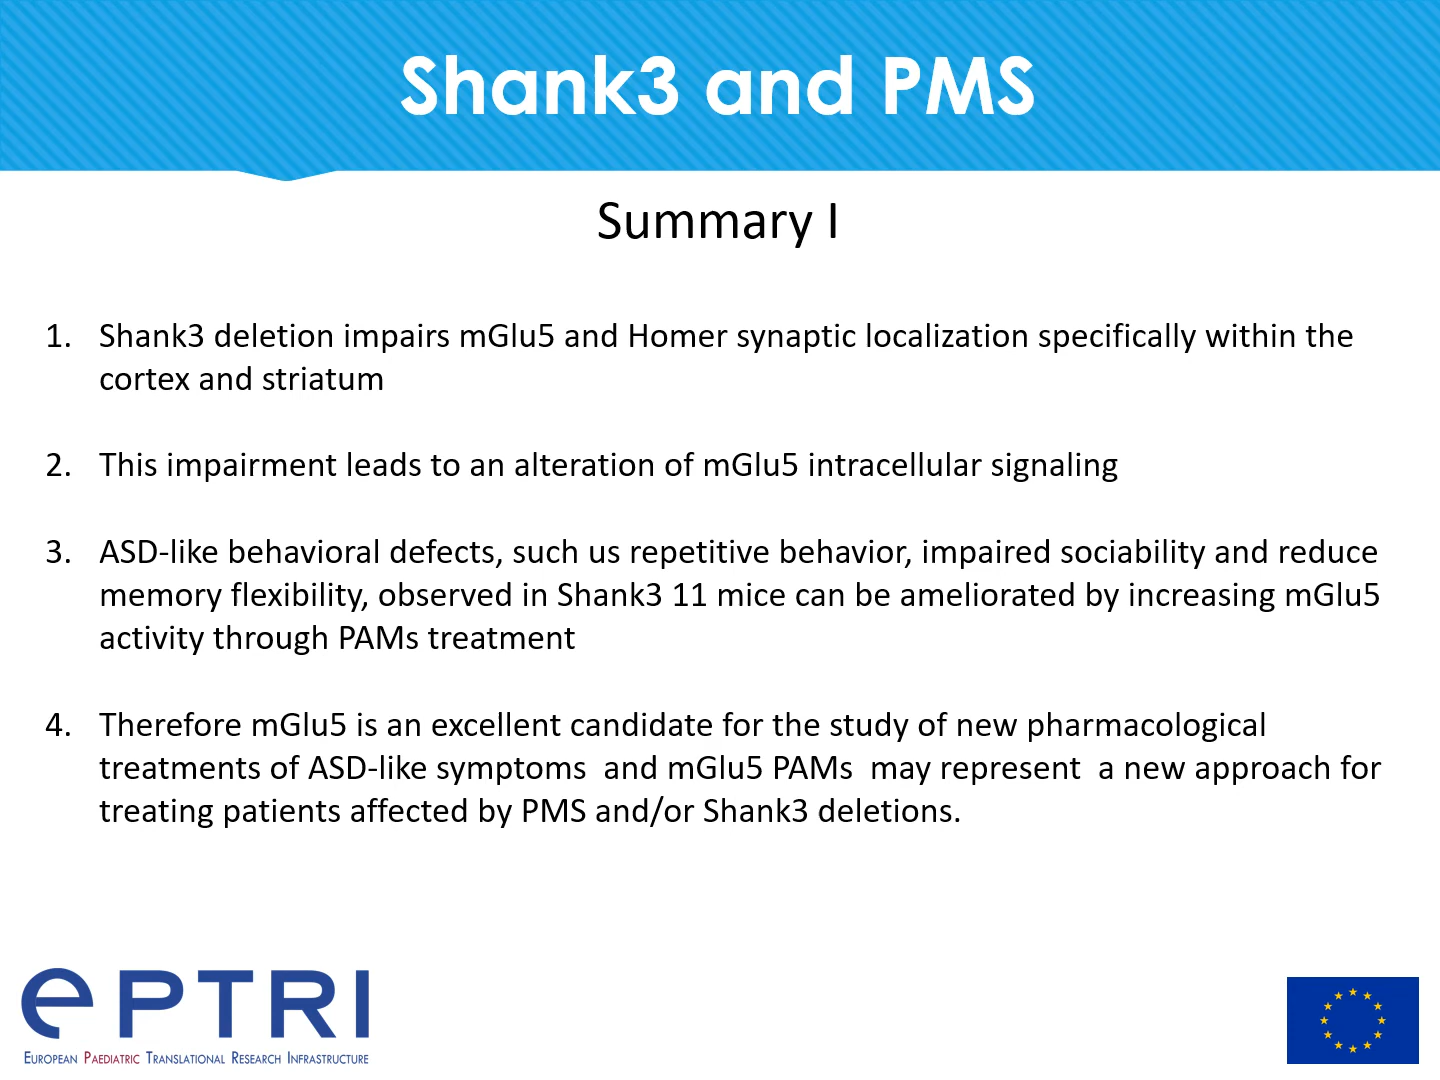 Shank3 and PMS
Summary I
1. Shank3 deletion impairs mGlu5 and Homer synaptic localization specifically within the
cortex and striatum
2. This impairment leads to an alteration of mGlu5 intracellular signaling
3. ASD-like behavioral defects, such us repetitive behavior, impaired sociability and reduce
memory flexibility, observed in Shank3 11 mice can be ameliorated by increasing mGlu5
activity through PAMs treatment
4. Therefore mGlu5 is an excellent candidate for the study of new pharmacological
treatments of ASD-like symptoms  and mGlu5 PAMs  may represent  a new approach for
treating patients affected by PMS and/or Shank3 deletions.
ePTRI
European Paediatric Translational Research Infrastructure